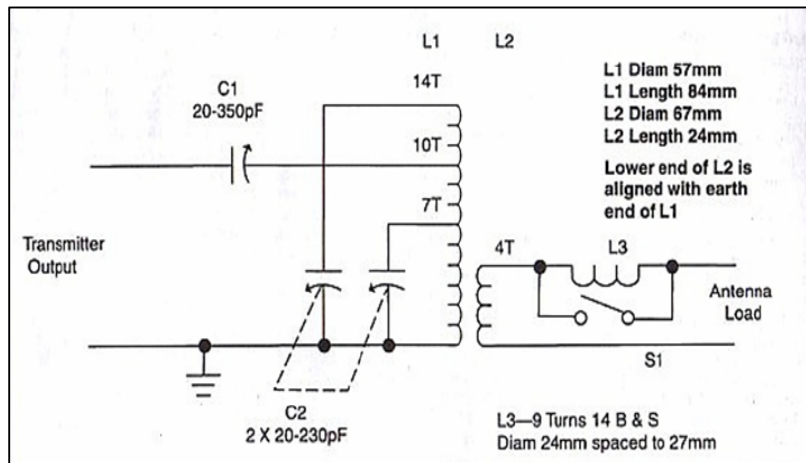 L1 L2
14T
C1
20-350pF
10T
7T
L1 Diam 57mm
L1 Length 84mm
L2 Diam 67mm
L2 Length 24mm
Lower end of L2 is
aligned with earth
end of L1
Transmitter
Output
4T
L3
Antenna
Load
S1
C2
2 X 20-230pF
L3—9 Turns 14 B & S
Diam 24mm spaced to 27mm